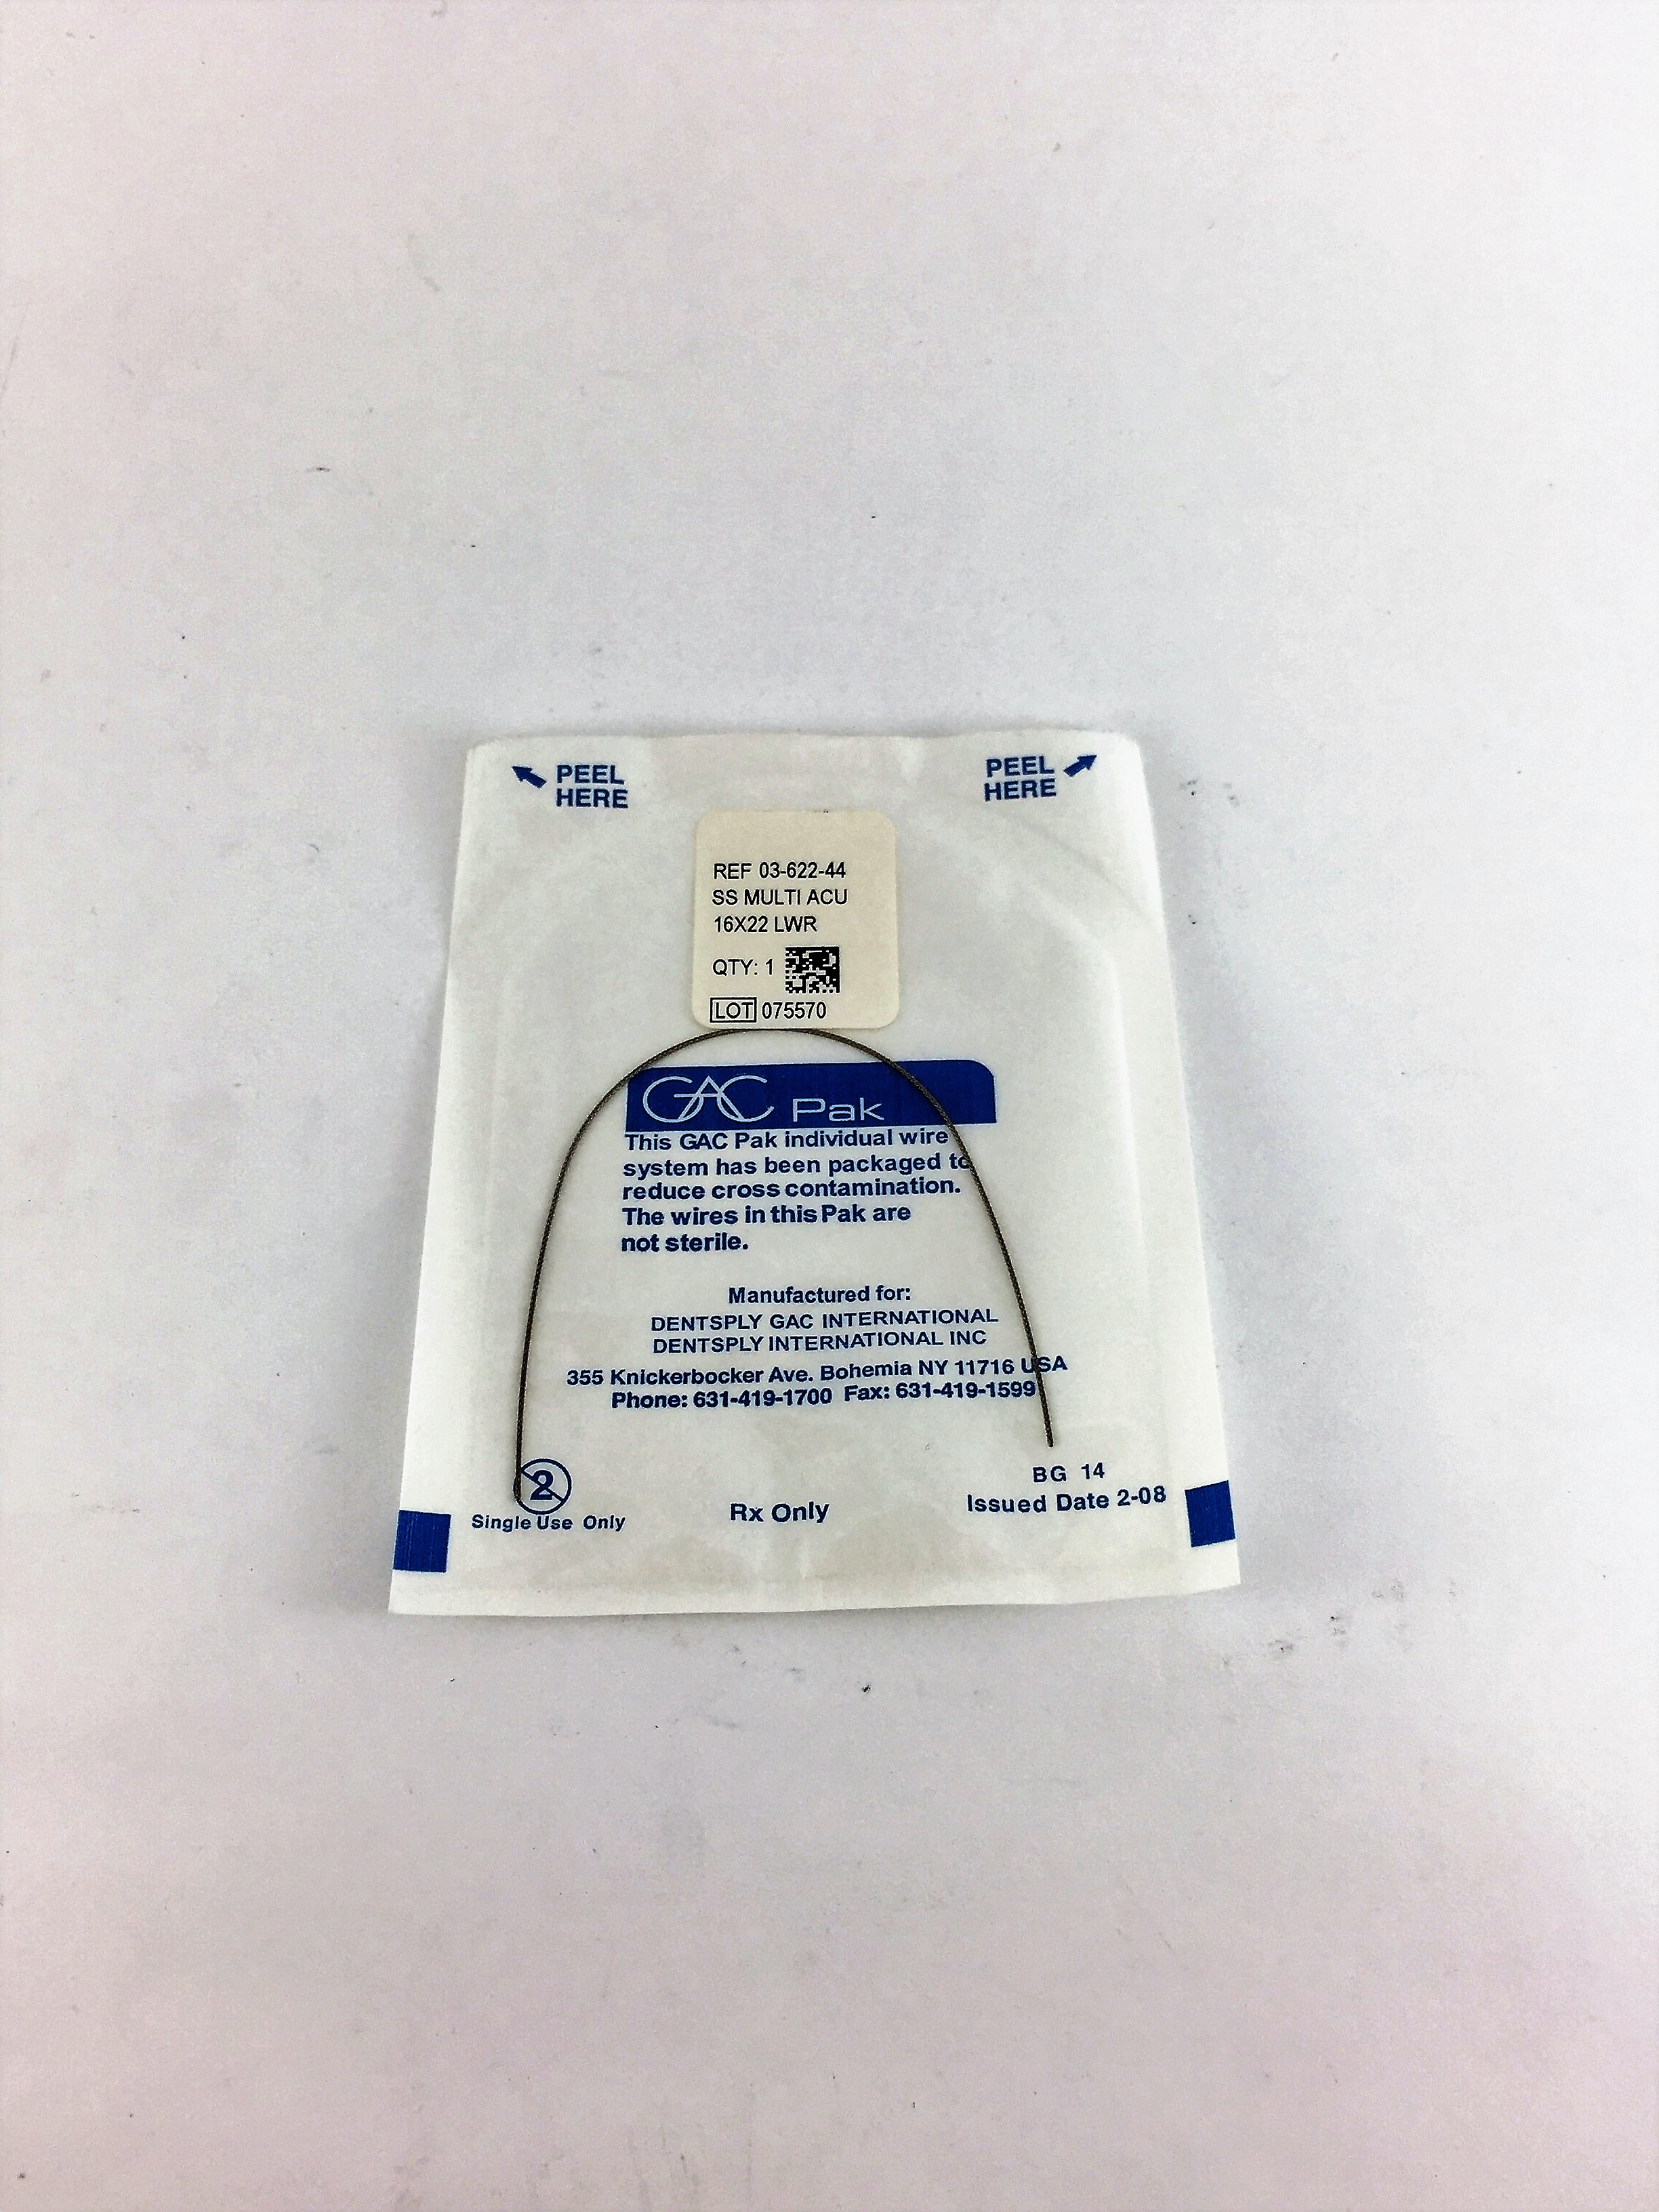 PEEL HERE
PEEL HERE
REF 03-622-44
SS MULTI ACU
16X22 LWR
QTY: 1
LOT 075570
GAC Pak
This GAC Pak individual wire
system has been packaged to
reduce cross contamination.
The wires in this Pak are
not sterile.
Manufactured for:
DENTSPLY GAC INTERNATIONAL
DENTSPLY INTERNATIONAL INC
355 Knickerbocker Ave. Bohemia NY 11716 USA
Phone: 631-419-1700 Fax: 631-419-1599
2
Single Use Only
Rx Only
BG 14
Issued Date 2-08